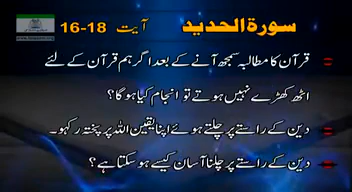 سورۃ الحدید آیت 16-18
قرآن کا مطالبہ سمجھ آنے کے بعد اگر ہم قرآن کے لئے
اٹھ کھڑے نہیں ہوتے تو انجام کیا ہوگا؟
دین کے راستے پر چلتے ہوئے اپنا یقین اللہ پر پختہ رکھو۔
دین کے راستے پر چلنا آسان کیسے ہو سکتا ہے؟